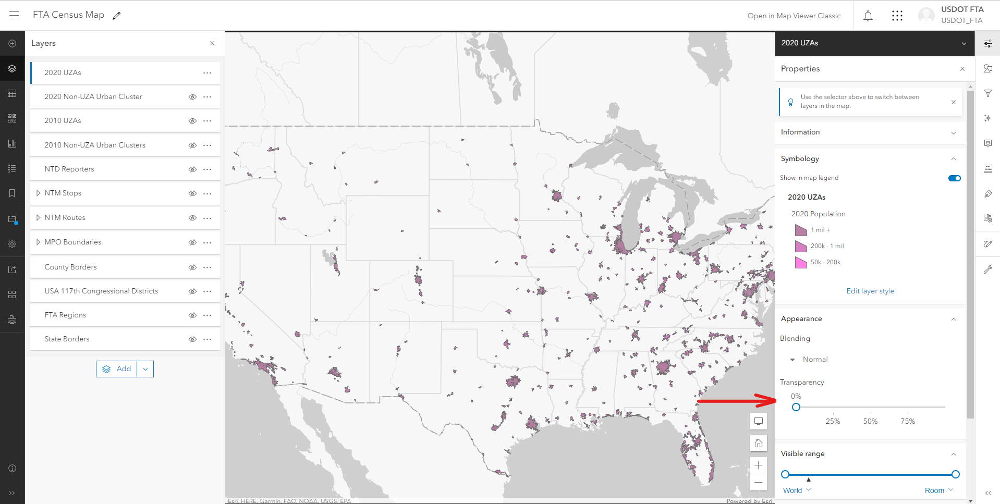 FTA Census Map
Open in Map Viewer Classic
USDOT FTA
USDOT_FTA
Layers
2020 UZAs
2020 Non-UZA Urban Cluster
2010 UZAs
2010 Non-UZA Urban Clusters
NTD Reporters
NTM Stops
NTM Routes
MPO Boundaries
County Borders
USA 117th Congressional Districts
FTA Regions
State Borders
Add
Esri, HERE, Garmin, FAO, NOAA, USGS, EPA
Powered by Esri
2020 UZAs
Properties
Use the selector above to switch between
layers in the map.
Information
Symbology
Show in map legend
2020 UZAs
2020 Population
1 mil +
200k - 1 mil
50k - 200k
Edit layer style
Appearance
Blending
Normal
Transparency
0%
25% 50% 75%
Visible range
World Room